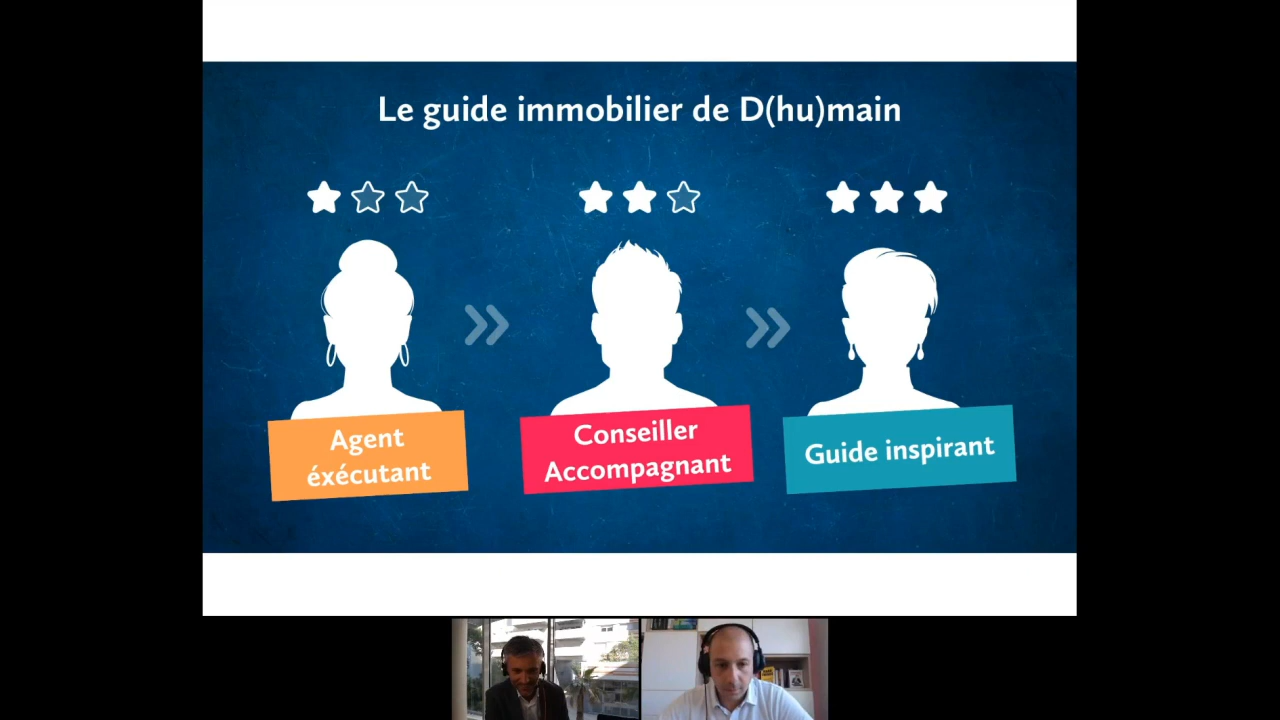 Le guide immobilier de D(hu)main
Agent
éxécutant
Conseiller
Accompagnant
Guide inspirant